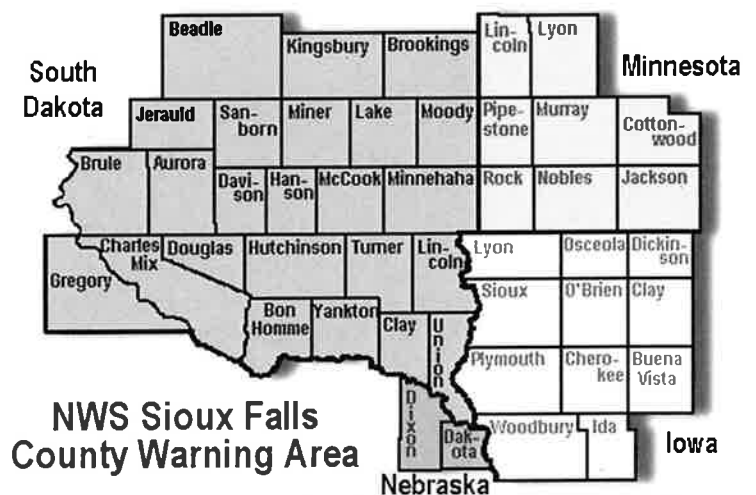 Beadle
Kingsbury
Brookings
Lin-
coln
Lyon
South
Dakota
Minnesota
Jerauld
San-
born
Miner
Lake
Moody
Pipe-
stone
Murray
Cotton-
wood
Brule
Aurora
Davi-
son
Han-
son
McCook
Minnehaha
Rock
Nobles
Jackson
Gregory
Charles
Mix
Douglas
Hutchinson
Turner
Lin-
coln
Lyon
Osceola
Dickin-
son
Bon
Homme
Yankton
Clay
Union
Sioux
O'Brien
Clay
Plymouth
Chero-
kee
Buena
Vista
NWS Sioux Falls
County Warning Area
Dixon
Dak-
ota
Woodbury
Ida
Iowa
Nebraska